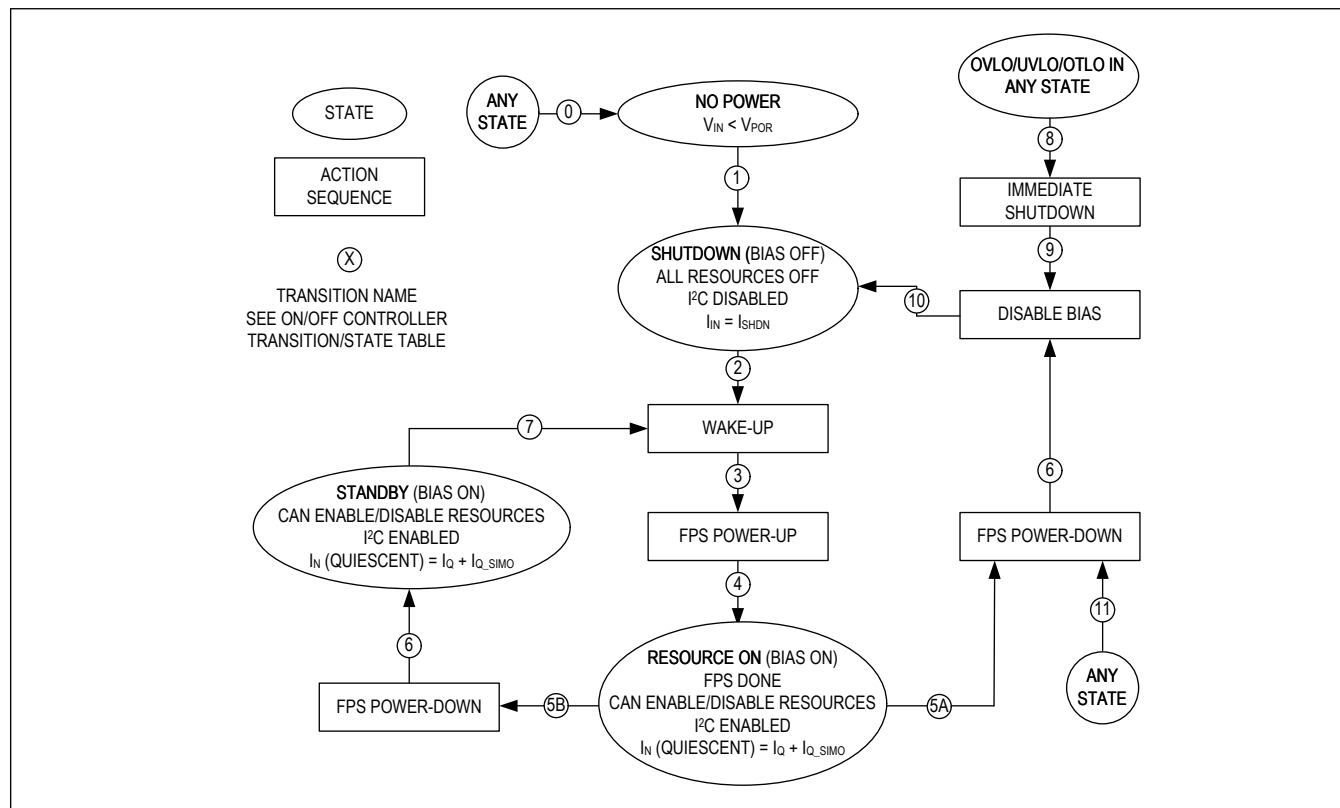 STATE
ACTION
SEQUENCE
X
TRANSITION NAME
SEE ON/OFF CONTROLLER
TRANSITION/STATE TABLE
ANY
STATE
0
NO POWER
VIN < VPOR
1
SHUTDOWN (BIAS OFF)
ALL RESOURCES OFF
I²C DISABLED
IIN = ISHDN
2
WAKE-UP
3
FPS POWER-UP
4
RESOURCE ON (BIAS ON)
FPS DONE
CAN ENABLE/DISABLE RESOURCES
I²C ENABLED
IN (QUIESCENT) = IQ + IQ_SIMO
5B
FPS POWER-DOWN
6
STANDBY (BIAS ON)
CAN ENABLE/DISABLE RESOURCES
I²C ENABLED
IN (QUIESCENT) = IQ + IQ_SIMO
7
5A
OVLO/UVLO/OTLO IN
ANY STATE
8
IMMEDIATE
SHUTDOWN
9
DISABLE BIAS
10
6
FPS POWER-DOWN
11
ANY
STATE